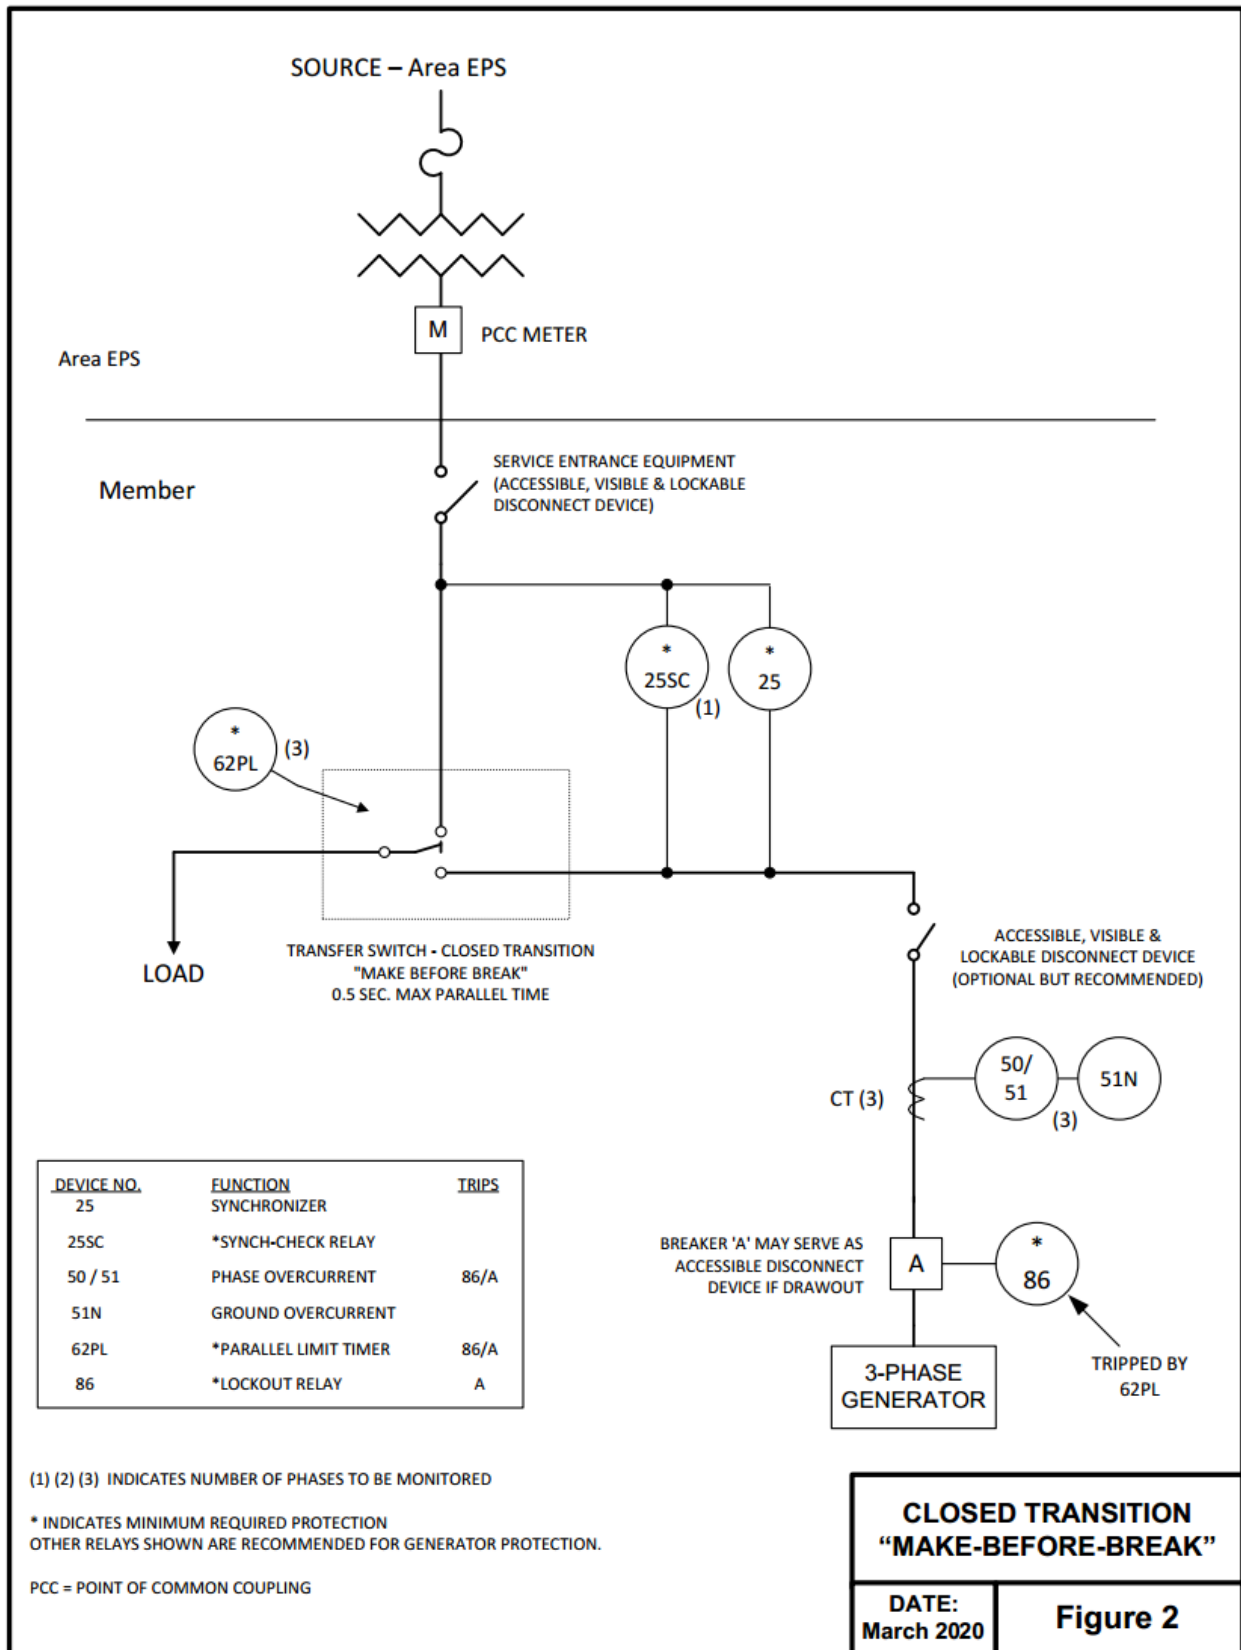 SOURCE – Area EPS
M
PCC METER
Area EPS
Member
SERVICE ENTRANCE EQUIPMENT
(ACCESSIBLE, VISIBLE & LOCKABLE
DISCONNECT DEVICE)
*
25SC
(1)
*
25
*
62PL
(3)
LOAD
TRANSFER SWITCH - CLOSED TRANSITION
"MAKE BEFORE BREAK"
0.5 SEC. MAX PARALLEL TIME
ACCESSIBLE, VISIBLE &
LOCKABLE DISCONNECT DEVICE
(OPTIONAL BUT RECOMMENDED)
CT (3)
50/
51
(3)
51N
BREAKER 'A' MAY SERVE AS
ACCESSIBLE DISCONNECT
DEVICE IF DRAWOUT
A
*
86
TRIPPED BY
62PL
3-PHASE
GENERATOR
DEVICE NO. FUNCTION TRIPS
25 SYNCHRONIZER
25SC *SYNCH-CHECK RELAY
50 / 51 PHASE OVERCURRENT 86/A
51N GROUND OVERCURRENT
62PL *PARALLEL LIMIT TIMER 86/A
86 *LOCKOUT RELAY A
(1) (2) (3) INDICATES NUMBER OF PHASES TO BE MONITORED
* INDICATES MINIMUM REQUIRED PROTECTION
OTHER RELAYS SHOWN ARE RECOMMENDED FOR GENERATOR PROTECTION.
PCC = POINT OF COMMON COUPLING
CLOSED TRANSITION
“MAKE-BEFORE-BREAK”
DATE:
March 2020
Figure 2